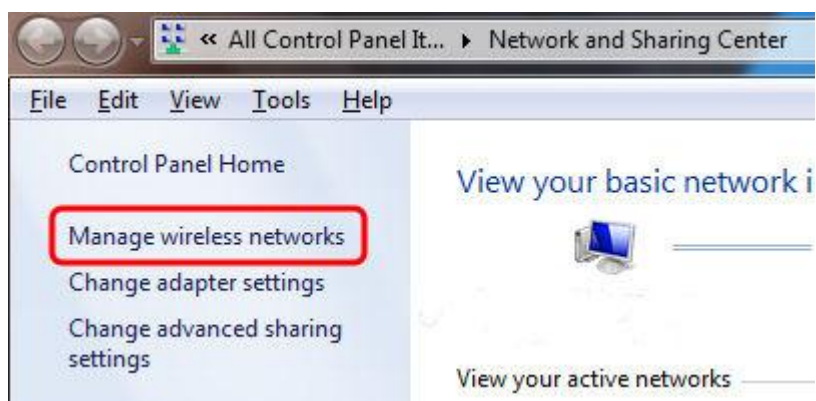 « All Control Panel It... ▸ Network and Sharing Center
File Edit View Tools Help
Control Panel Home
Manage wireless networks
Change adapter settings
Change advanced sharing
settings
View your basic network i
View your active networks